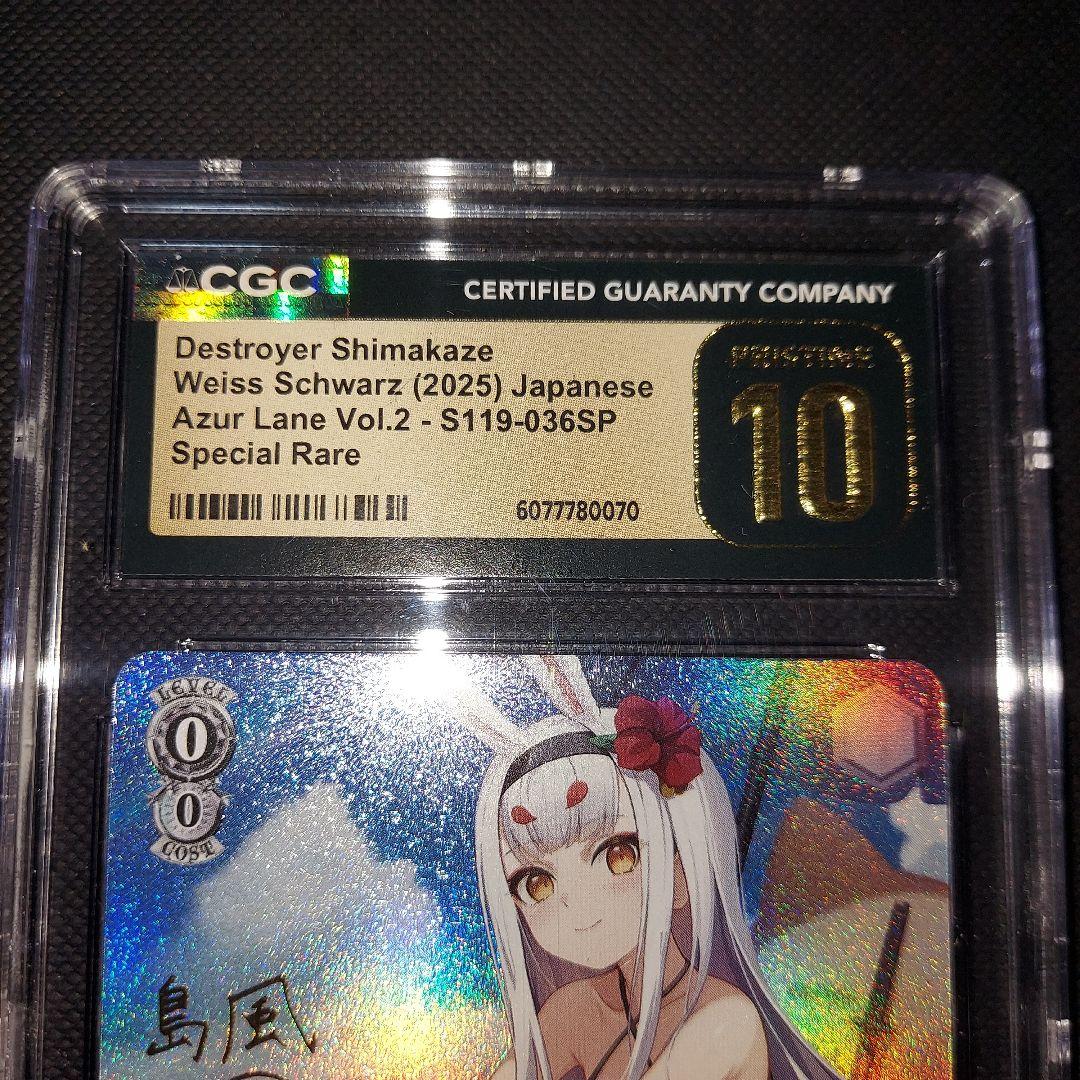 CGC
CERTIFIED GUARANTY COMPANY
Destroyer Shimakaze
Weiss Schwarz (2025) Japanese
Azur Lane Vol.2 - S119-036SP
Special Rare
6077780070
PRISTINE
10
LEVEL
0
0
COST
島風